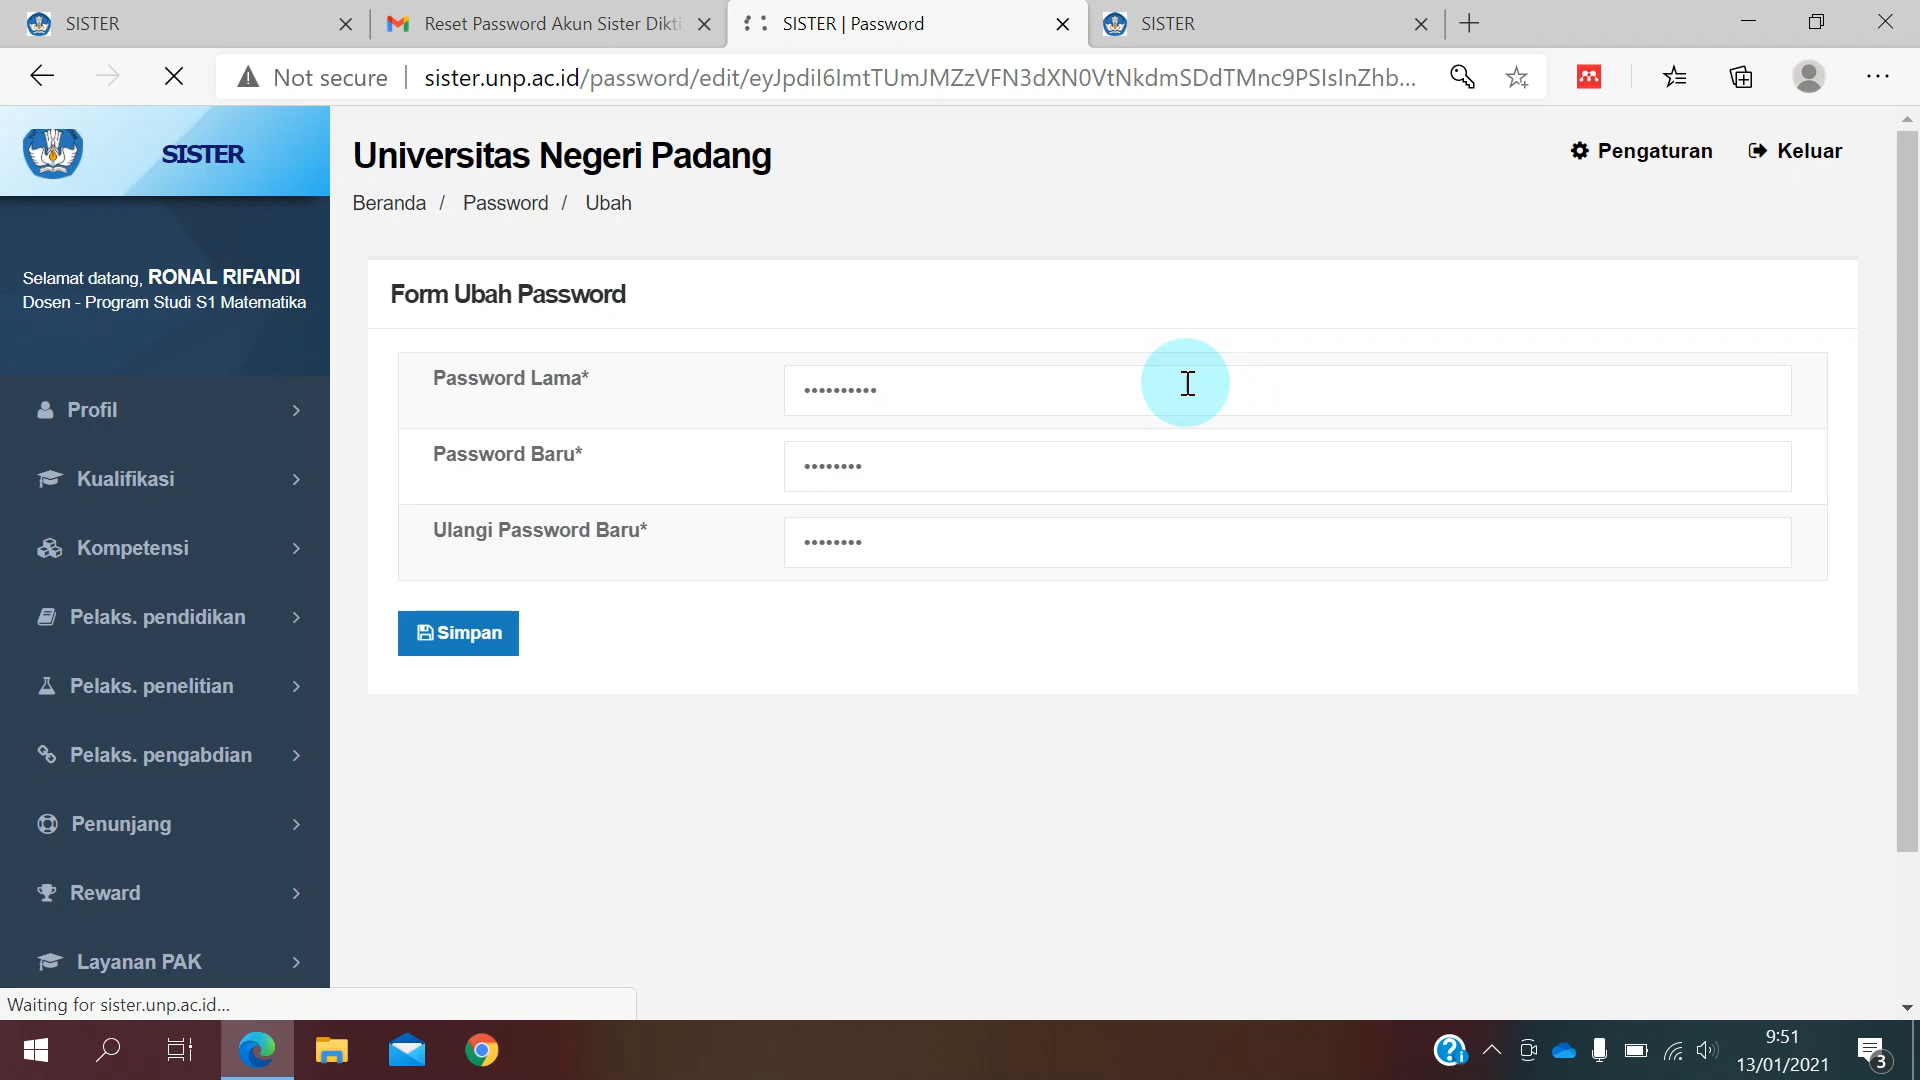 SISTER
Reset Password Akun Sister Dikti
SISTER | Password
SISTER
Not secure
sister.unp.ac.id/password/edit/eyJpdiI6ImtTUmJMZzVFN3dXN0VtNkdmSDdTMnc9PSIsInZhb...
SISTER
Universitas Negeri Padang
Pengaturan
Keluar
Beranda / Password / Ubah
Selamat datang, RONAL RIFANDI
Dosen - Program Studi S1 Matematika
Form Ubah Password
Password Lama* ••••••••••
Password Baru* ••••••••
Ulangi Password Baru* ••••••••
Simpan
Profil
Kualifikasi
Kompetensi
Pelaks. pendidikan
Pelaks. penelitian
Pelaks. pengabdian
Penunjang
Reward
Layanan PAK
Waiting for sister.unp.ac.id...
9:51
13/01/2021
3